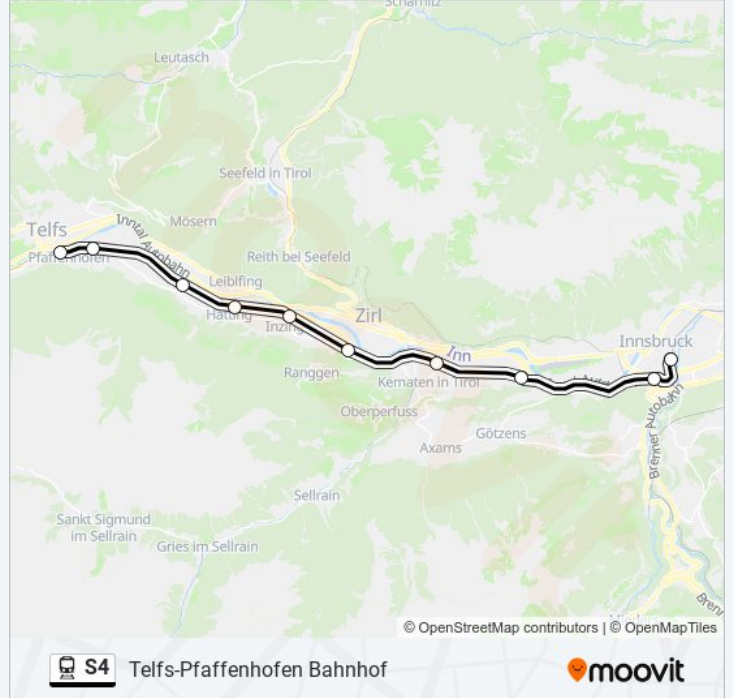 Scharnitz
Leutasch
Seefeld in Tirol
Telfs
Mösern
Inntal Autobahn
Pfaffenhofen
Reith bei Seefeld
Leiblfing
Hatting
Inzing
Zirl
Innsbruck
Inn
Ranggen
Kematen in Tirol
Oberperfuss
Götzens
Axams
Brenner Autobahn
Sellrain
Sankt Sigmund
im Sellrain
Gries im Sellrain
© OpenStreetMap contributors | © OpenMapTiles
S4 Telfs-Pfaffenhofen Bahnhof
moovit